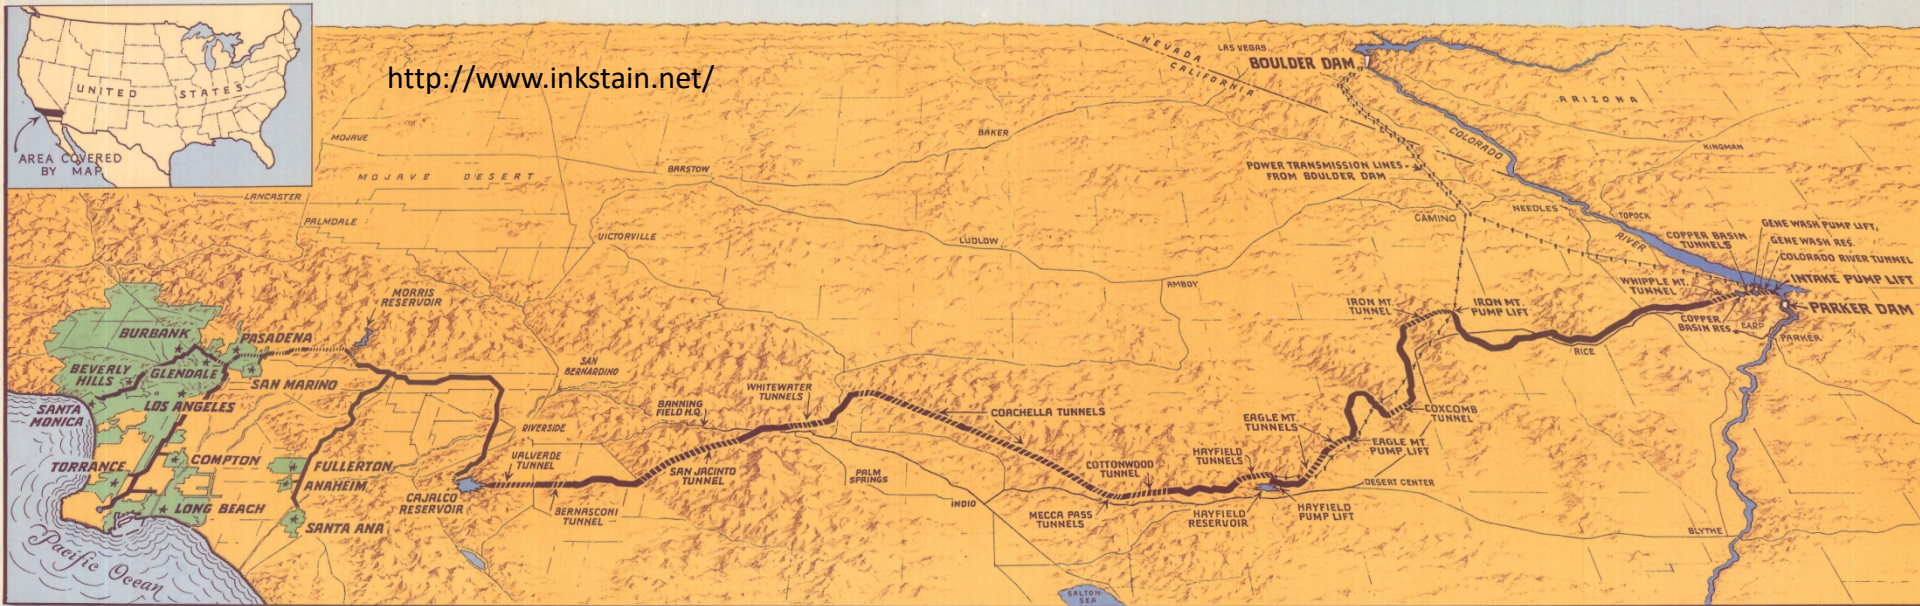 UNITED STATES
AREA COVERED
BY MAP
http://www.inkstain.net/
NEVADA
CALIFORNIA
LAS VEGAS
BOULDER DAM
ARIZONA
MOJAVE
BAKER
COLORADO
KINGMAN
MOJAVE DESERT
BARSTOW
POWER TRANSMISSION LINES
FROM BOULDER DAM
LANCASTER
PALMDALE
VICTORVILLE
LUDLOW
CAMINO
NEEDLES
TOPOCK
RIVER
GENE WASH PUMP LIFT,
COPPER BASIN
TUNNELS
GENE WASH RES.
COLORADO RIVER TUNNEL
INTAKE PUMP LIFT
WHIPPLE MT.
TUNNEL
PARKER DAM
AMBOY
MORRIS
RESERVOIR
IRON MT.
TUNNEL
IRON MT.
PUMP LIFT
COPPER
BASIN RES.
EARP
PARKER
RICE
BURBANK
PASADENA
BEVERLY
HILLS
GLENDALE
SAN MARINO
SAN
BERNARDINO
WHITEWATER
TUNNELS
LOS ANGELES
SANTA
MONICA
BANNING
FIELD H.Q.
COACHELLA TUNNELS
COXCOMB
TUNNEL
EAGLE MT.
TUNNELS
EAGLE MT.
PUMP LIFT
RIVERSIDE
VALVERDE
TUNNEL
COMPTON
TORRANCE
FULLERTON
ANAHEIM
SAN JACINTO
TUNNEL
PALM
SPRINGS
COTTONWOOD
TUNNEL
HAYFIELD
TUNNELS
DESERT CENTER
CAJALCO
RESERVOIR
LONG BEACH
BERNASCONI
TUNNEL
INDIO
MECCA PASS
TUNNELS
HAYFIELD
RESERVOIR
HAYFIELD
PUMP LIFT
SANTA ANA
BLYTHE
Pacific Ocean
SALTON
SEA